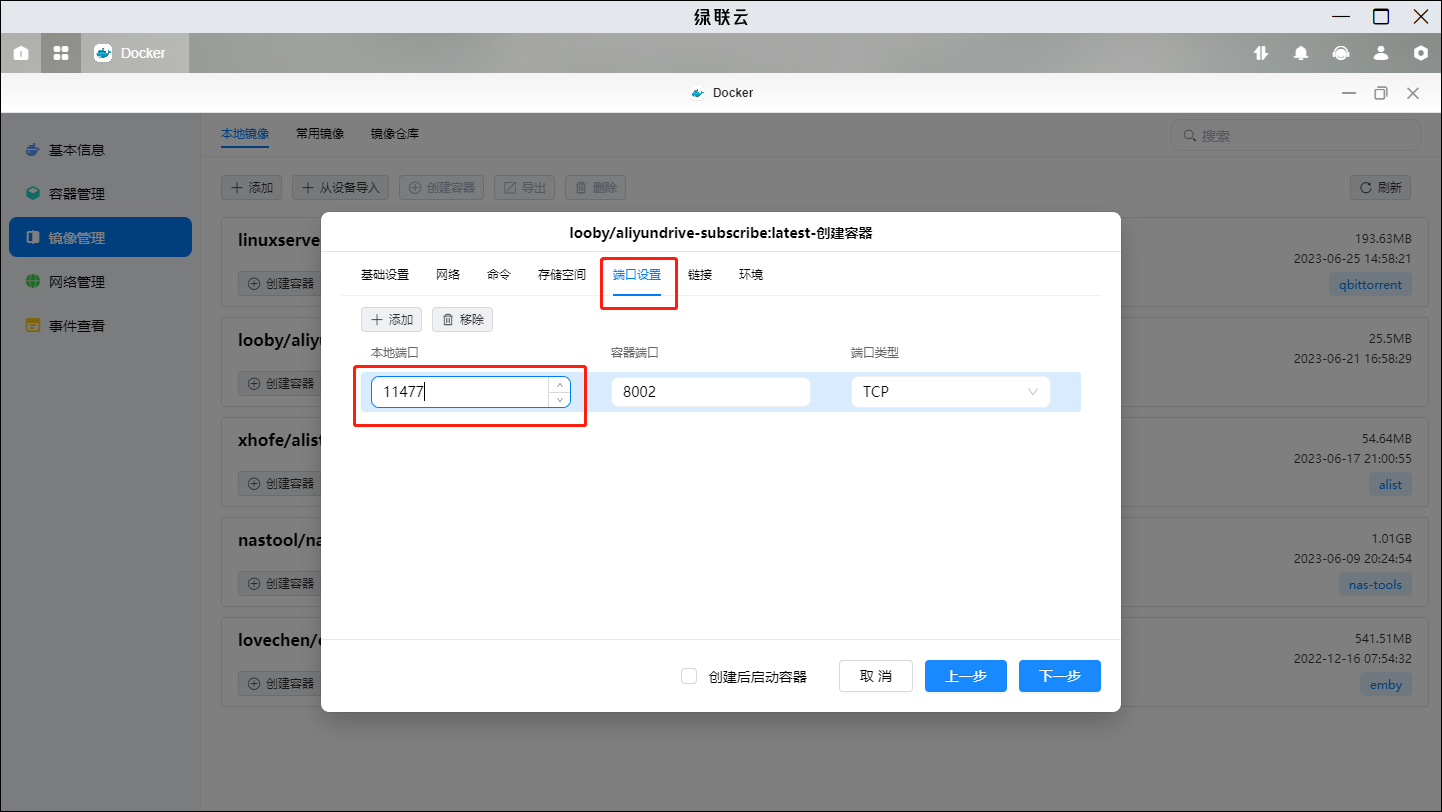 绿联云
Docker
Docker
基本信息
容器管理
镜像管理
网络管理
事件查看
本地镜像 常用镜像 镜像仓库
搜索
添加 从设备导入 创建容器 导出 删除 刷新
linuxserve
193.63MB
2023-06-25 14:58:21
创建容器
qbittorrent
looby/aliy
25.5MB
2023-06-21 16:58:29
创建容器
xhofe/alist
54.64MB
2023-06-17 21:00:55
创建容器
alist
nastool/na
1.01GB
2023-06-09 20:24:54
创建容器
nas-tools
lovechen/
541.51MB
2022-12-16 07:54:32
创建容器
emby
looby/aliyundrive-subscribe:latest-创建容器
基础设置 网络 命令 存储空间 端口设置 链接 环境
添加 移除
本地端口 容器端口 端口类型
11477 8002 TCP
创建后启动容器 取 消 上一步 下一步